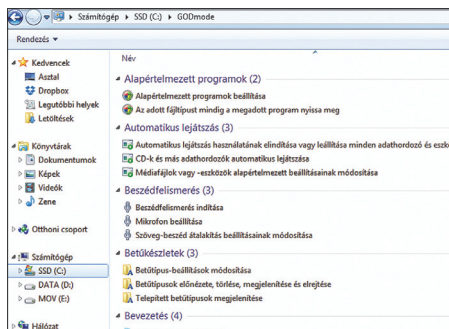 Számítógép ▸ SSD (C:) ▸ GODmode
Rendezés
Név
Kedvencek
Asztal
Dropbox
Legutóbbi helyek
Letöltések
Könyvtárak
Dokumentumok
Képek
Videók
Zene
Otthoni csoport
Számítógép
SSD (C:)
DATA (D:)
MOV (E:)
Hálózat
Alapértelmezett programok (2)
Alapértelmezett programok beállítása
Az adott fájltípust mindig a megadott program nyissa meg
Automatikus lejátszás (3)
Automatikus lejátszás használatának elindítása vagy leállítása minden adathordozó és eszkö
CD-k és más adathordozók automatikus lejátszása
Médiafájlok vagy -eszközök alapértelmezett beállításainak módosítása
Beszédfelismerés (3)
Beszédfelismerés indítása
Mikrofon beállítása
Szöveg-beszéd átalakítás beállításainak módosítása
Betűkészletek (3)
Betűtípus-beállítások módosítása
Betűtípusok előnézete, törlése, megjelenítése és elrejtése
Telepített betűtípusok megjelenítése
Bevezetés (4)